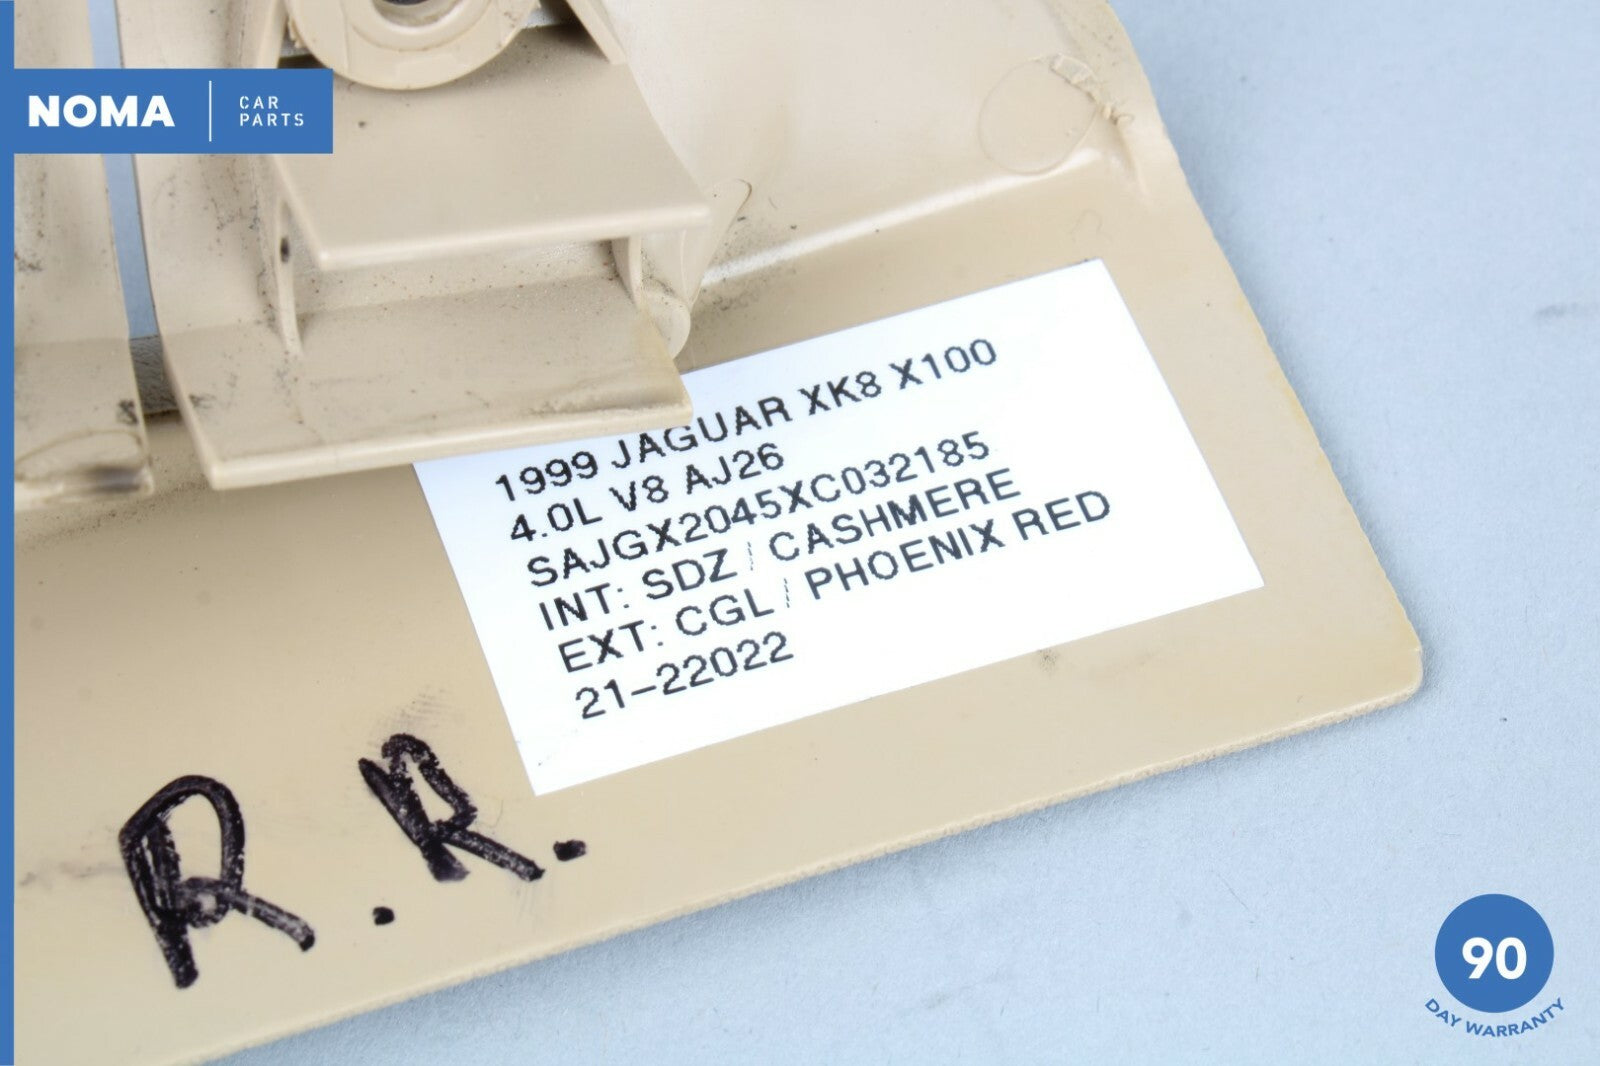 NOMA
CAR
PARTS
1999 JAGUAR XK8 X100
4.0L V8 AJ26
SAJGX2045XC032185
INT: SDZ / CASHMERE
EXT: CGL / PHOENIX RED
21-22022
R.R.
90
DAY WARRANTY